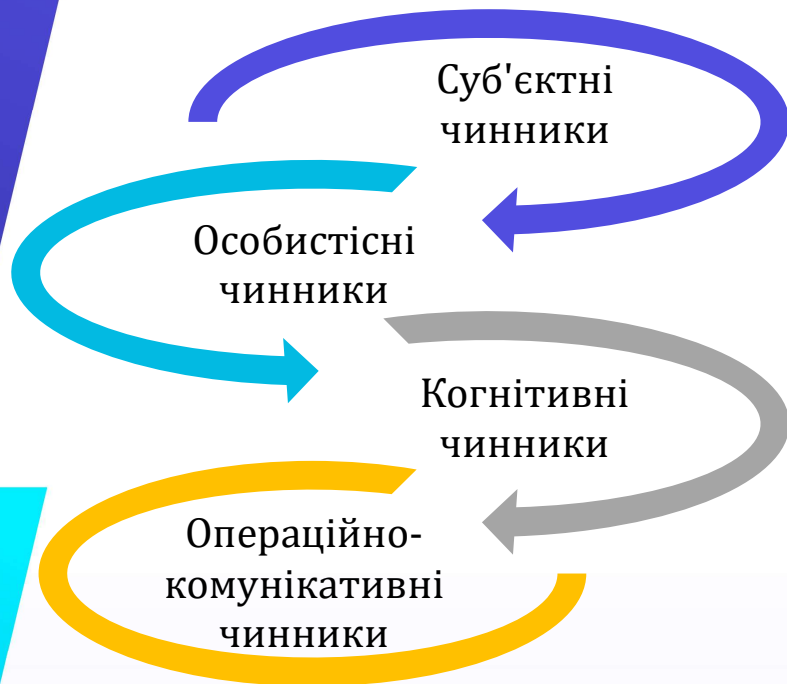 Суб'єктні
чинники
Особистісні
чинники
Когнітивні
чинники
Операційно-
комунікативні
чинники